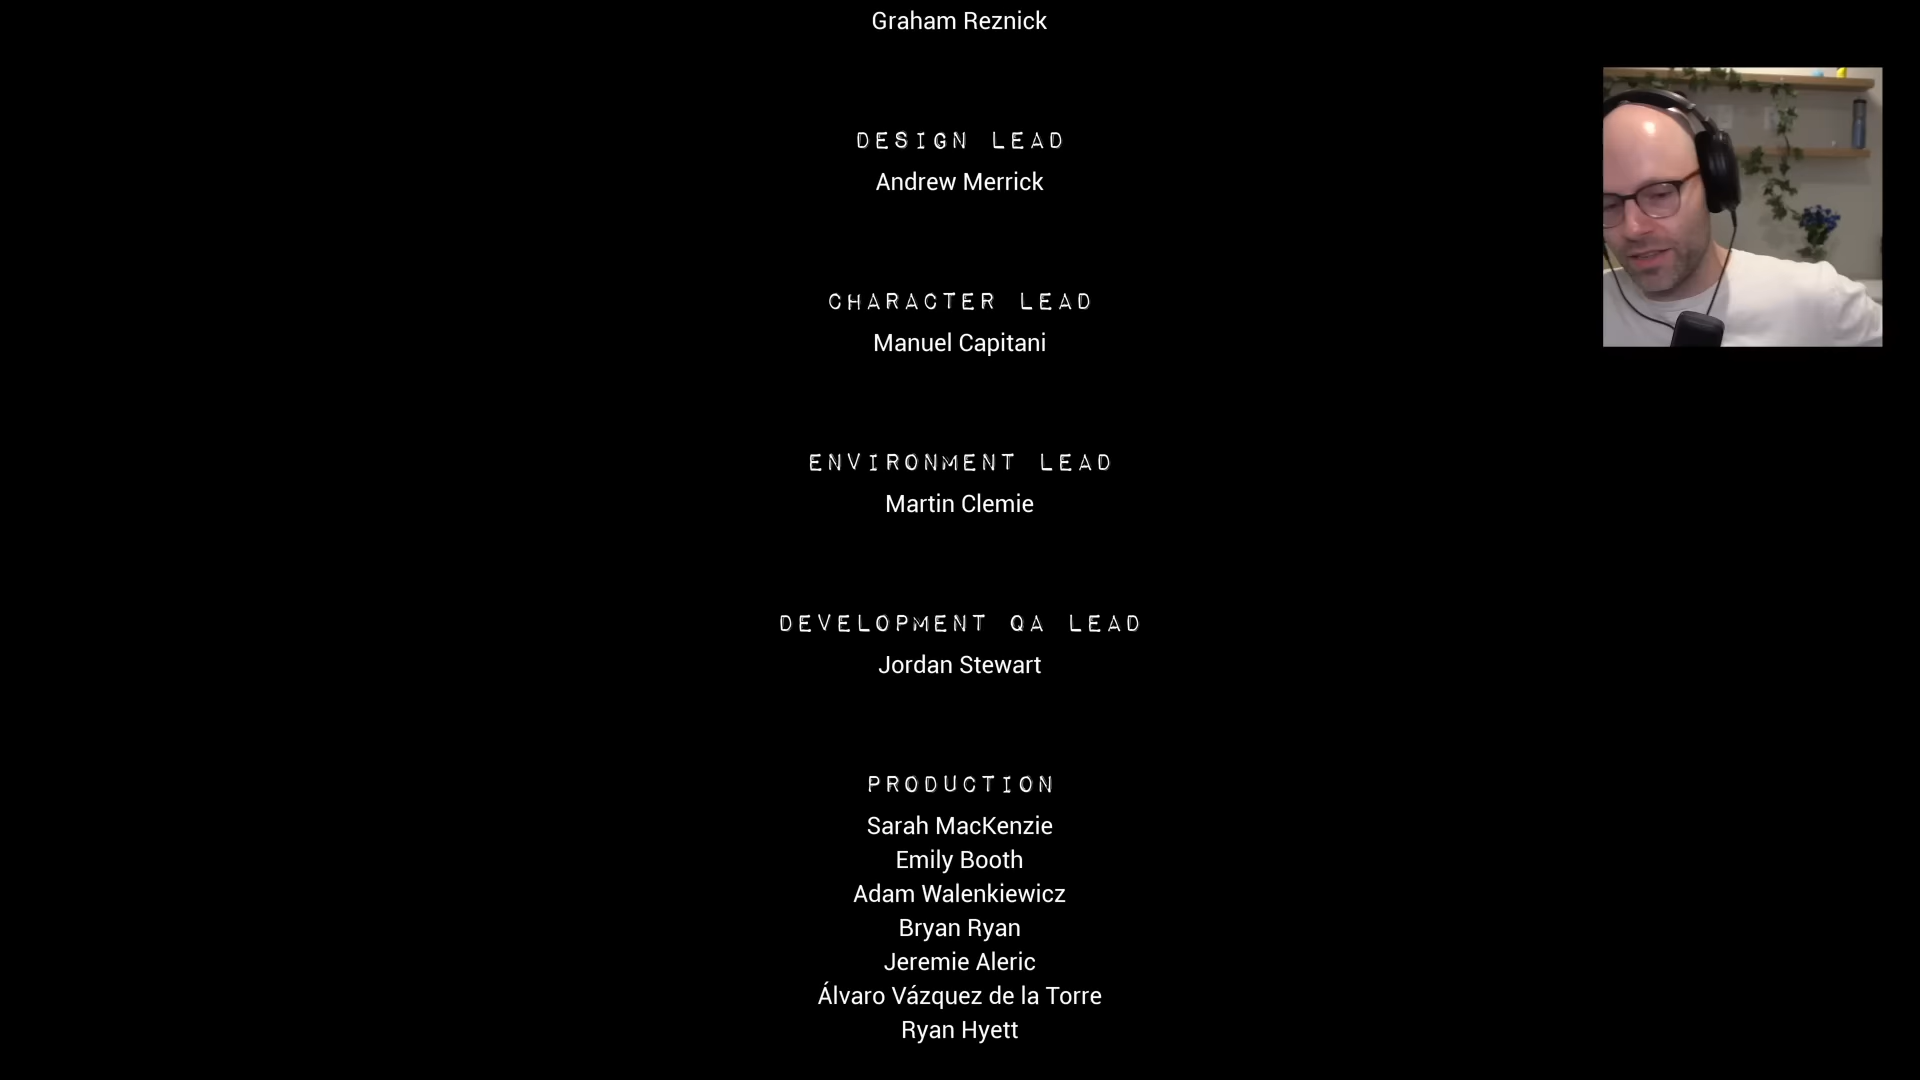 Graham Reznick
DESIGN LEAD
Andrew Merrick
CHARACTER LEAD
Manuel Capitani
ENVIRONMENT LEAD
Martin Clemie
DEVELOPMENT QA LEAD
Jordan Stewart
PRODUCTION
Sarah MacKenzie
Emily Booth
Adam Walenkiewicz
Bryan Ryan
Jeremie Aleric
Álvaro Vázquez de la Torre
Ryan Hyett